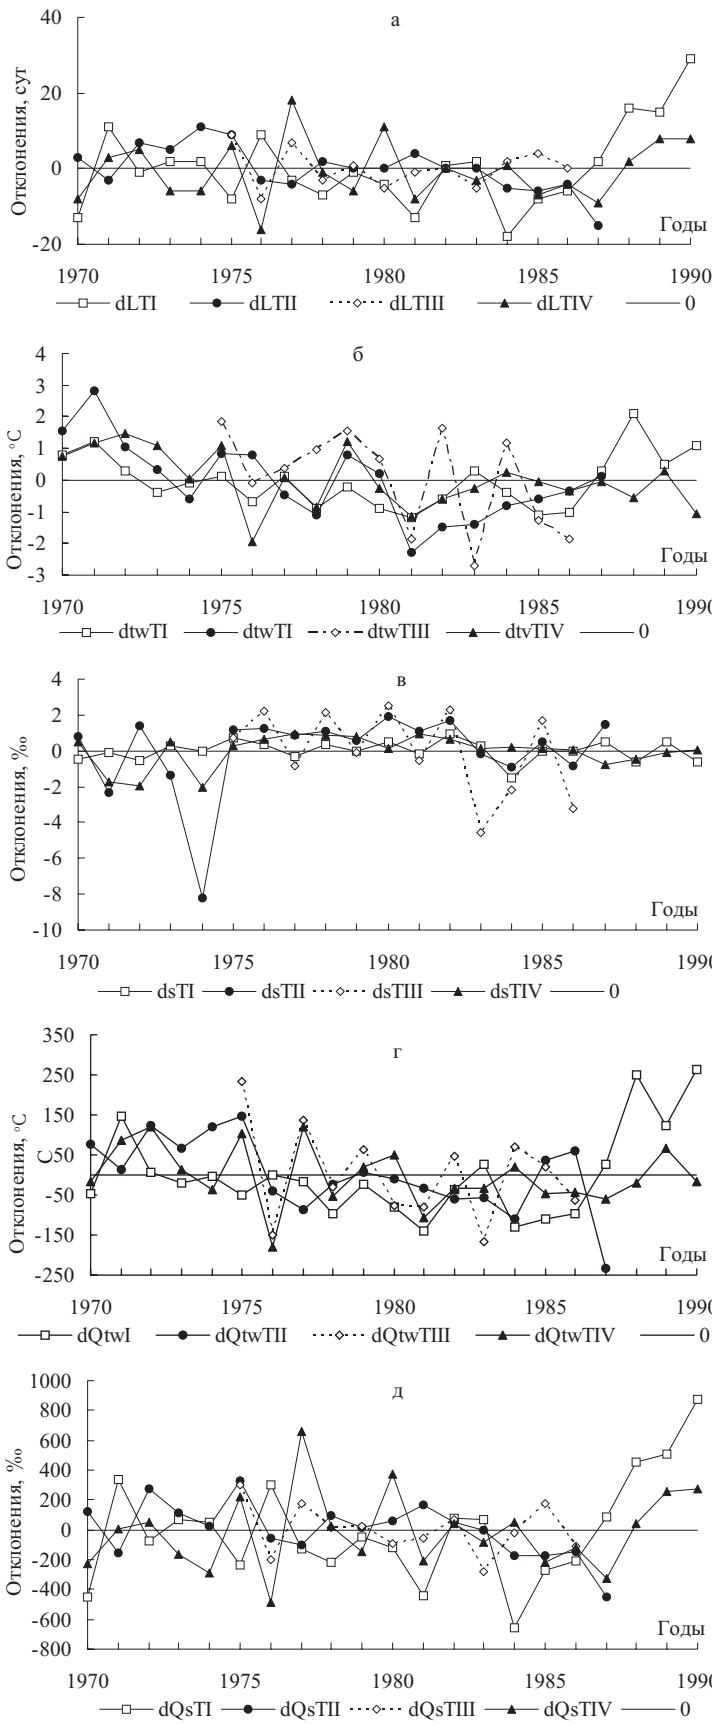 а
Отклонения, сут
40
20
0
-20
Годы
1970 1975 1980 1985 1990
dLTI dLTII dLTIII dLTIV 0
б
Отклонения, °С
4
3
2
1
0
-1
-2
-3
Годы
1970 1975 1980 1985 1990
dtwTI dtwTI dtwTIII dtvTIV 0
в
Отклонения, ‰
4
2
0
-2
-4
-6
-8
-10
Годы
1970 1975 1980 1985 1990
dsTI dsTII dsTIII dsTIV 0
г
Отклонения, °С
С
350
250
150
50
-50
-150
-250
Годы
1970 1975 1980 1985 1990
dQtwI dQtwTII dQtwTIII dQtwTIV 0
д
Отклонения, ‰
1000
800
600
400
200
0
-200
-400
-600
-800
Годы
1970 1975 1980 1985 1990
dQsTI dQsTII dQsTIII dQsTIV 0